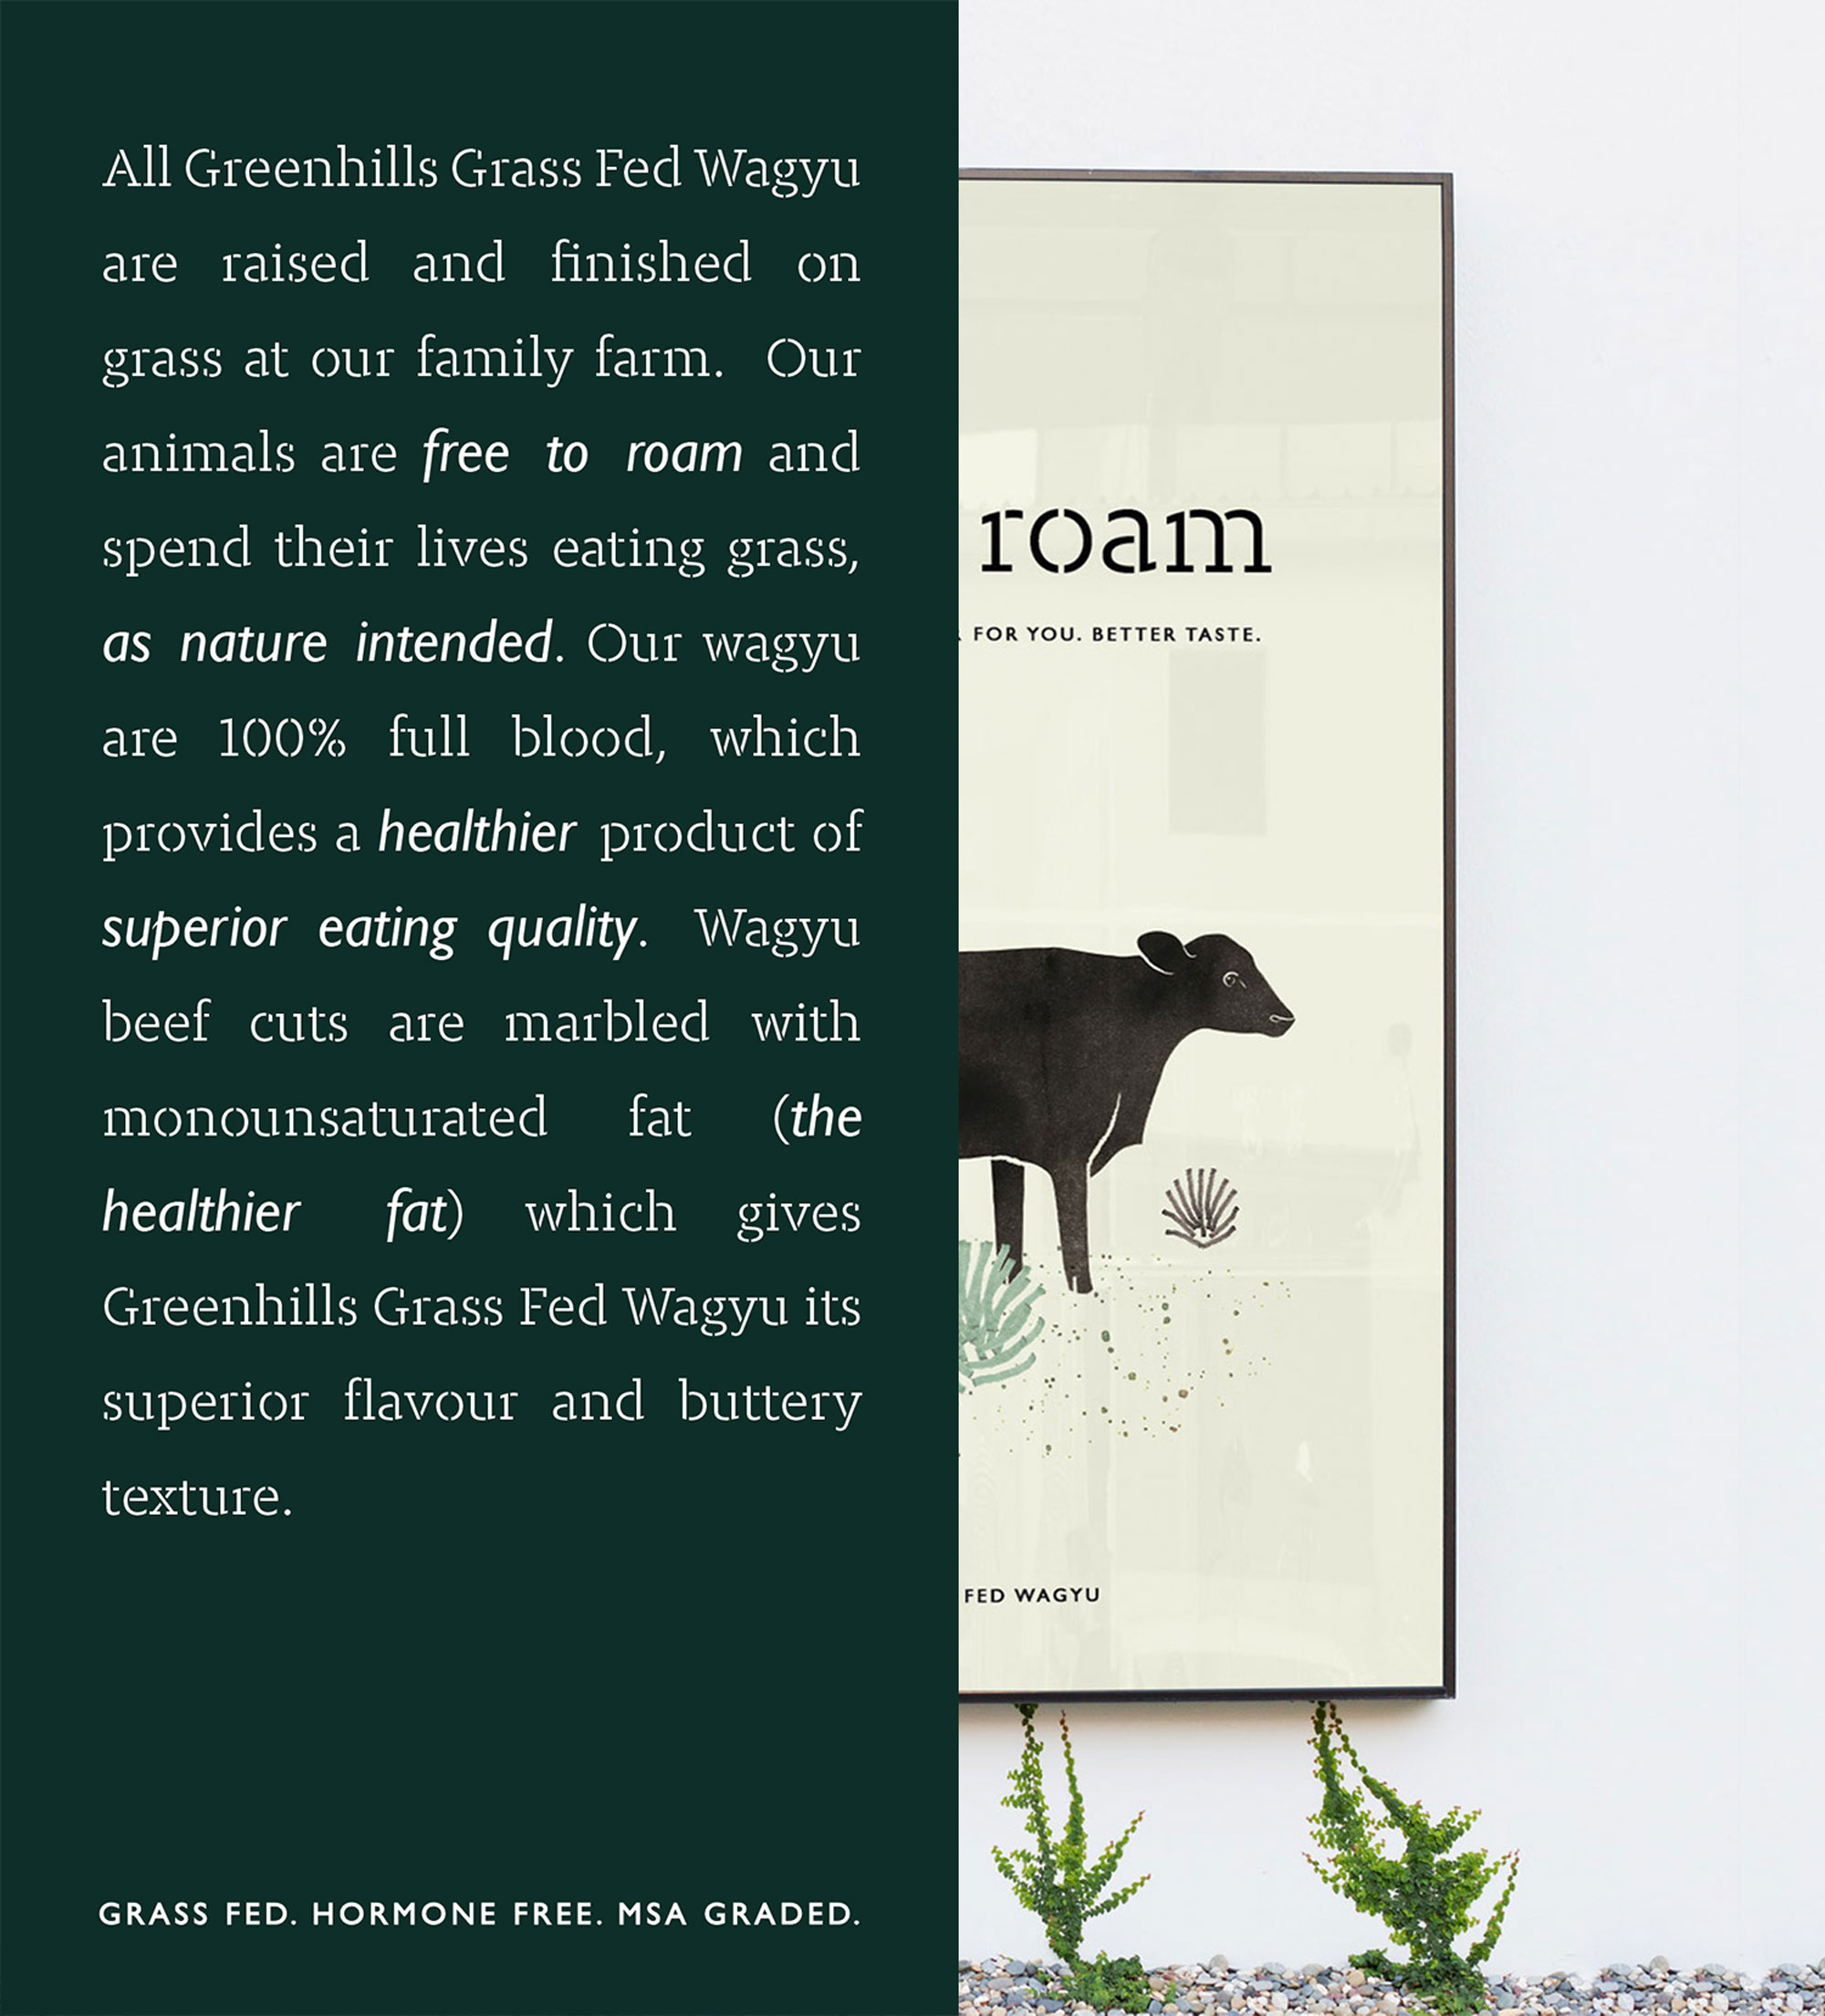 All Greenhills Grass Fed Wagyu
are raised and finished on
grass at our family farm. Our
animals are free to roam and
spend their lives eating grass,
as nature intended. Our wagyu
are 100% full blood, which
provides a healthier product of
superior eating quality. Wagyu
beef cuts are marbled with
monounsaturated fat (the
healthier fat) which gives
Greenhills Grass Fed Wagyu its
superior flavour and buttery
texture.
GRASS FED. HORMONE FREE. MSA GRADED.
roam
FOR YOU. BETTER TASTE.
FED WAGYU